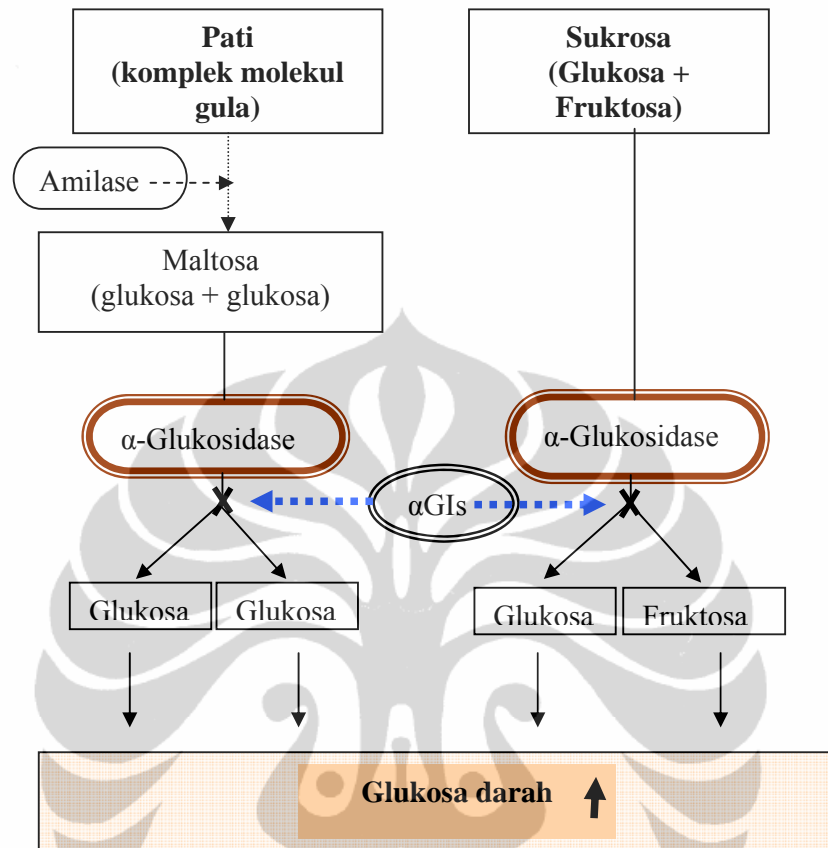 Pati
(komplek molekul
gula)
Sukrosa
(Glukosa +
Fruktosa)
Amilase
Maltosa
(glukosa + glukosa)
α-Glukosidase
α-Glukosidase
αGIs
Glukosa
Glukosa
Glukosa
Fruktosa
Glukosa darah